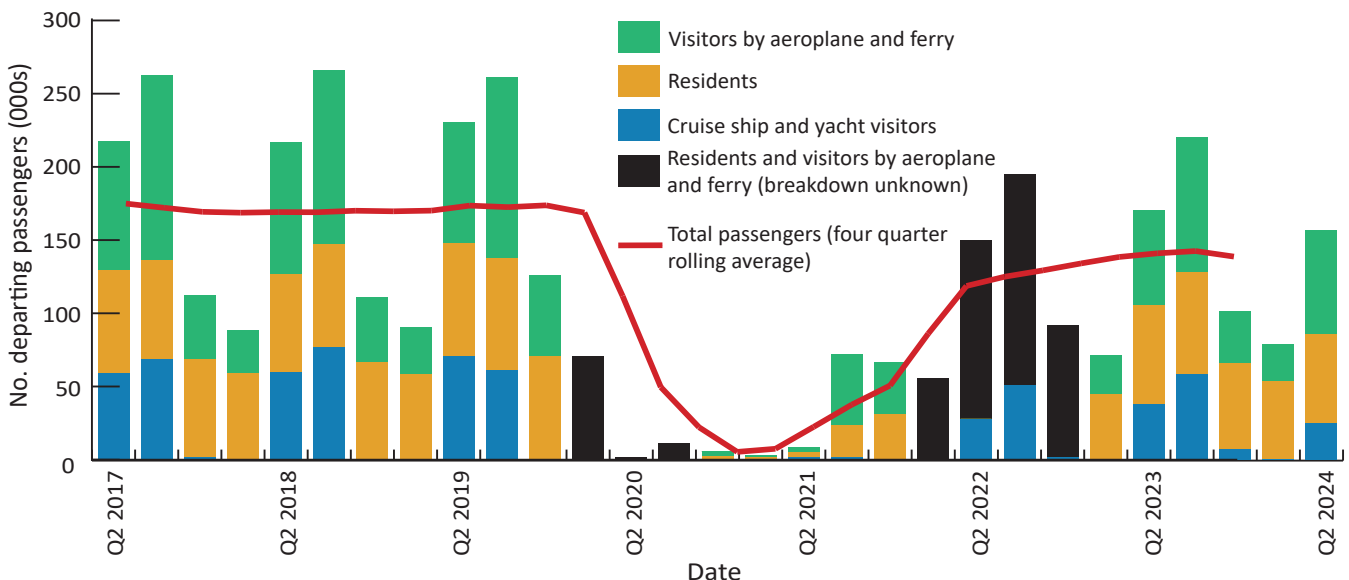 No. departing passengers (000s)
300
250
200
150
100
50
0
Visitors by aeroplane and ferry
Residents
Cruise ship and yacht visitors
Residents and visitors by aeroplane
and ferry (breakdown unknown)
Total passengers (four quarter
rolling average)
Q2 2017
Q2 2018
Q2 2019
Q2 2020
Q2 2021
Q2 2022
Q2 2023
Q2 2024
Date